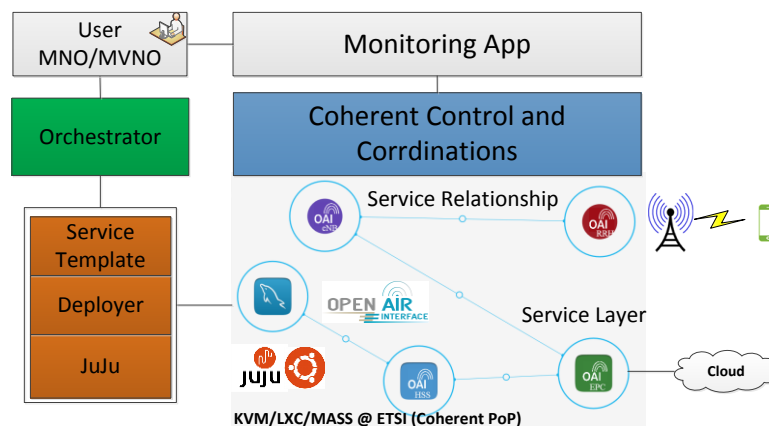 User
MNO/MVNO
Monitoring App
Orchestrator
Coherent Control and
Corrdinations
Service Relationship
OAI
eNB
OAI
RRH
Service
Template
Deployer
JuJu
OPEN AIR
INTERFACE
Service Layer
juju
OAI
HSS
OAI
EPC
Cloud
KVM/LXC/MASS @ ETSI (Coherent PoP)